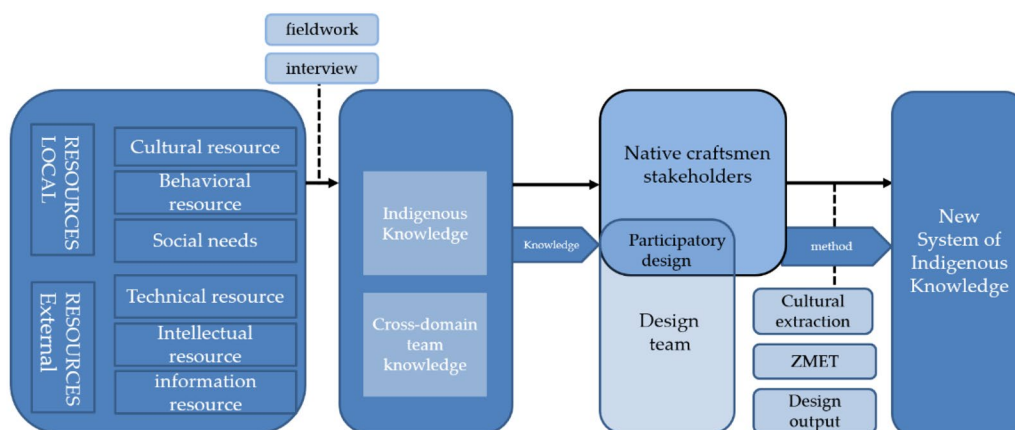 fieldwork
interview
RESOURCES
LOCAL
Cultural resource
Behavioral
resource
Social needs
RESOURCES
External
Technical resource
Intellectual
resource
information
resource
Indigenous
Knowledge
Cross-domain
team
knowledge
Knowledge
Native craftsmen
stakeholders
Participatory
design
Design
team
method
Cultural
extraction
ZMET
Design
output
New
System of
Indigenous
Knowledge